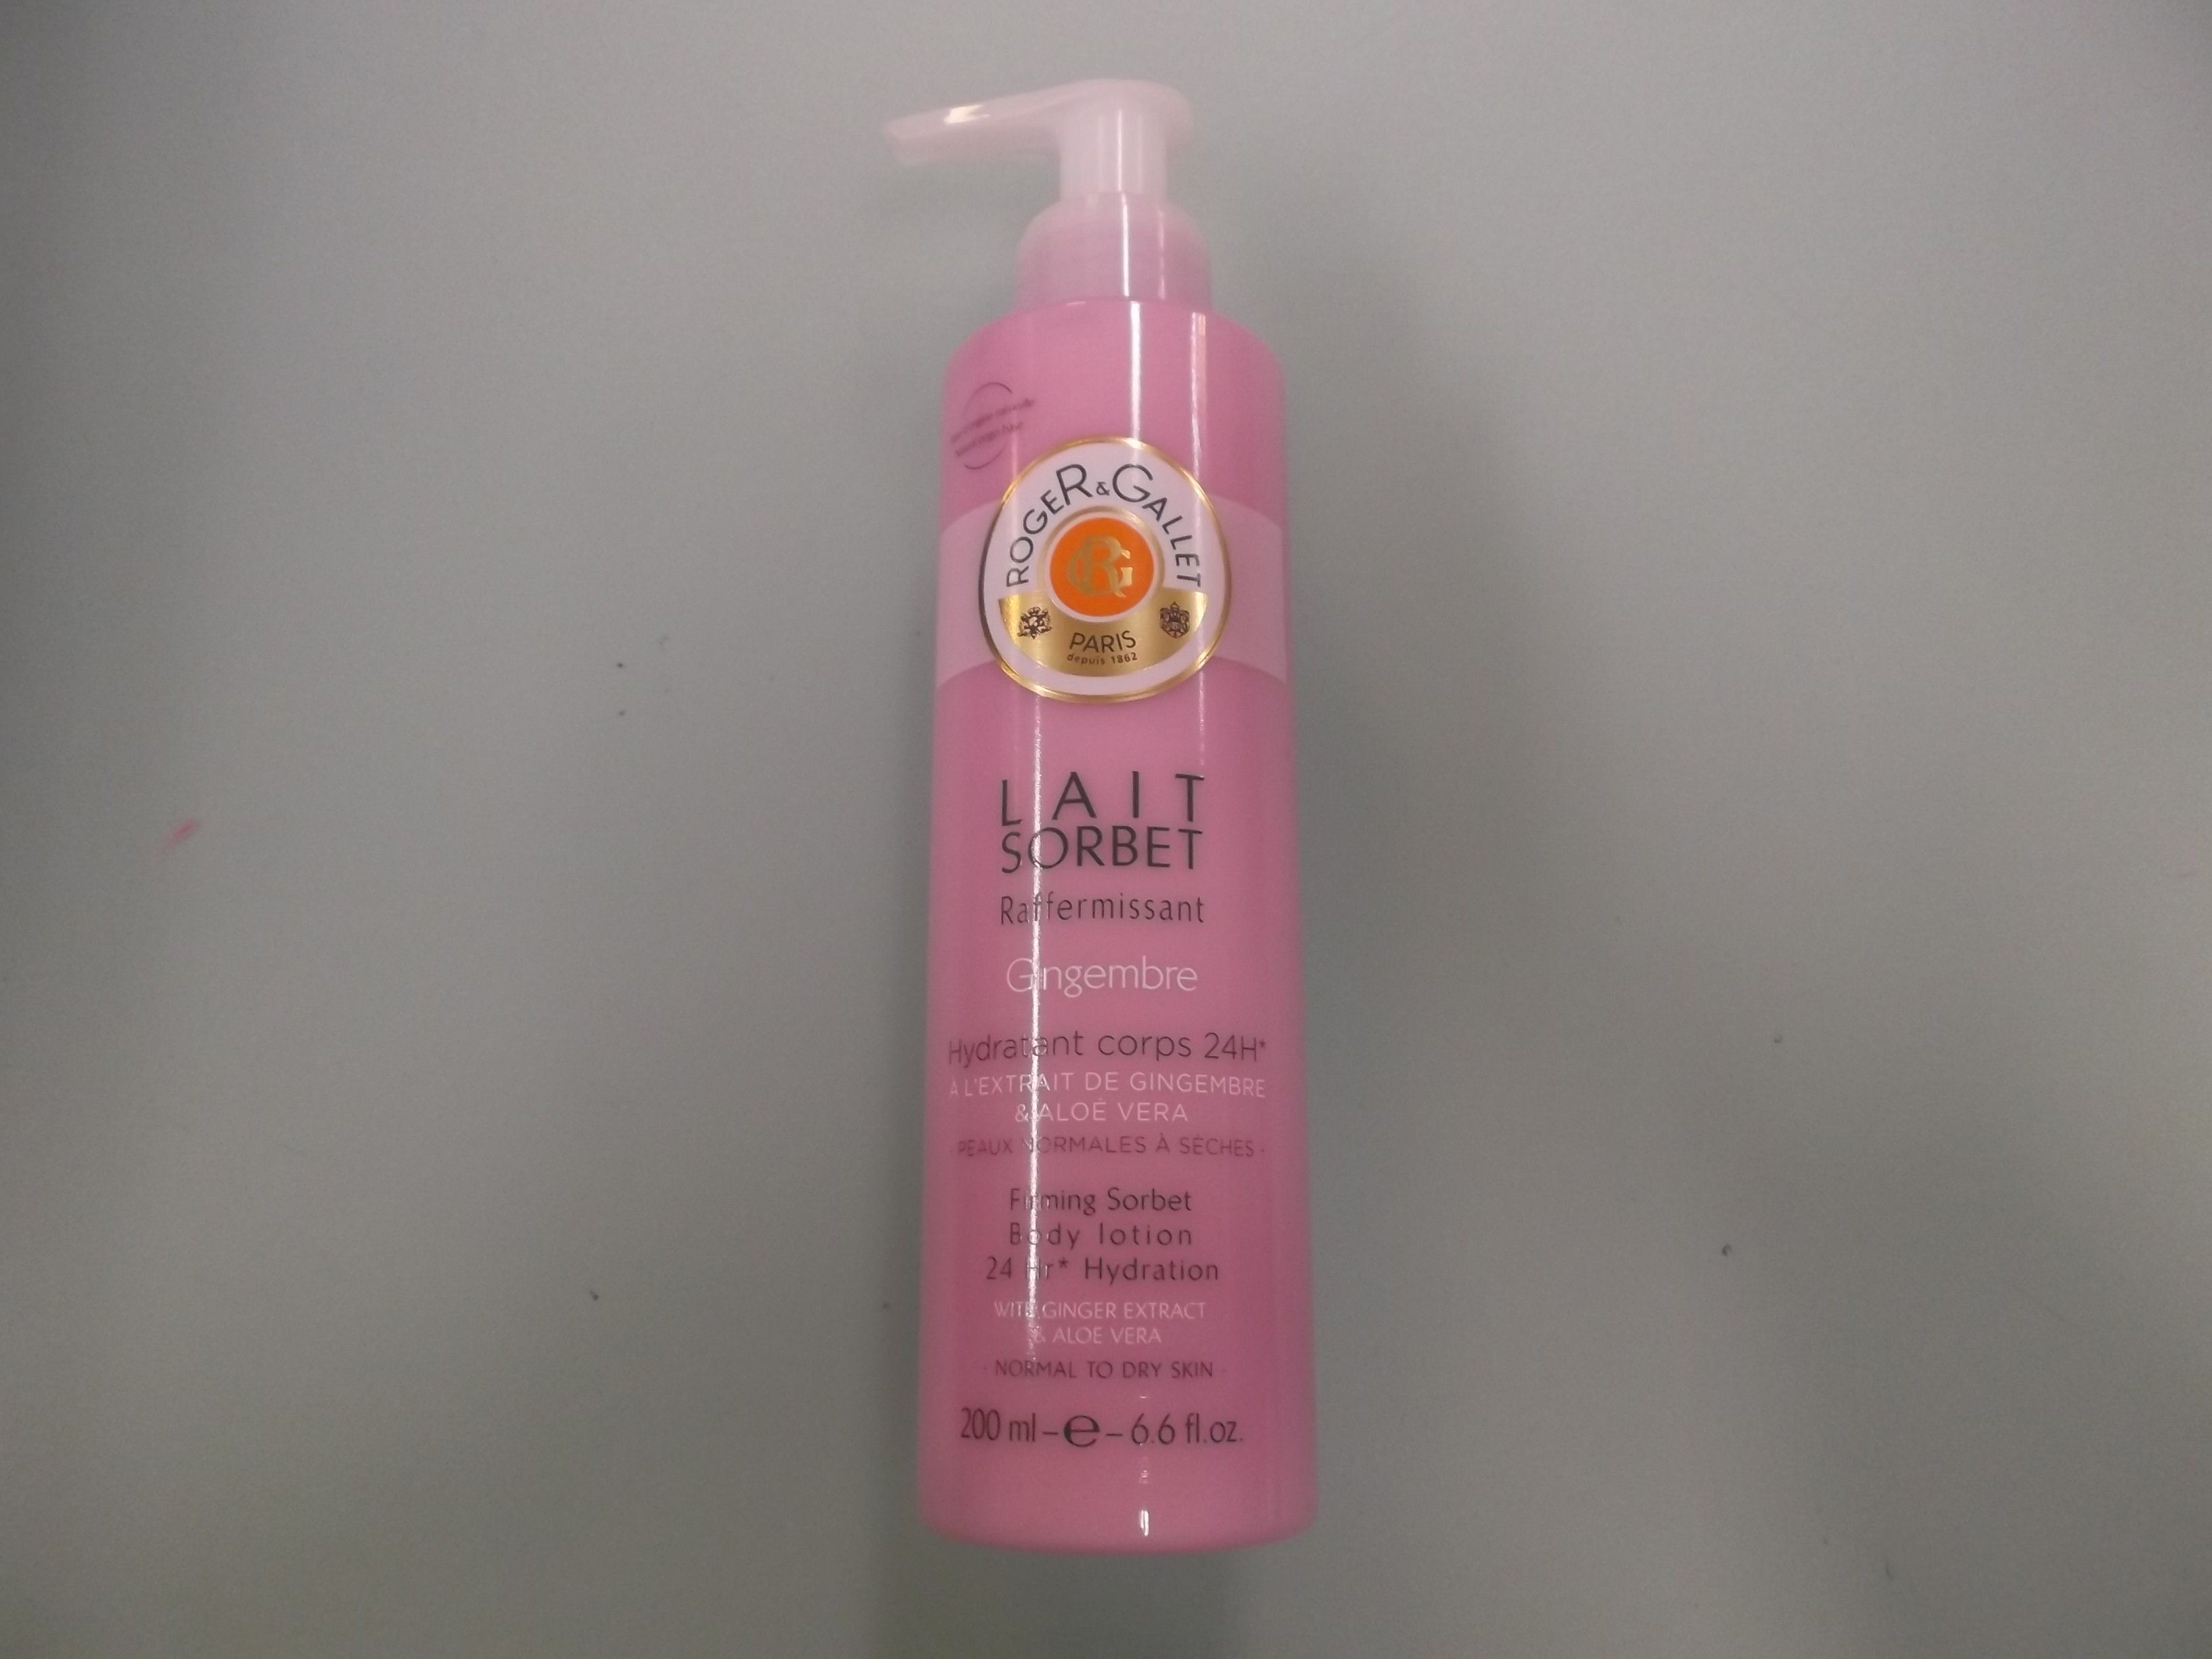 ROGER & GALLET
RG
PARIS
depuis 1862
LAIT
SORBET
Raffermissant
Gingembre
Hydratant corps 24H*
À L'EXTRAIT DE GINGEMBRE
& ALOÉ VERA
- PEAUX NORMALES À SÈCHES -
Firming Sorbet
Body lotion
24 Hr* Hydration
WITH GINGER EXTRACT
& ALOE VERA
- NORMAL TO DRY SKIN -
200 ml – e – 6.6 fl.oz.